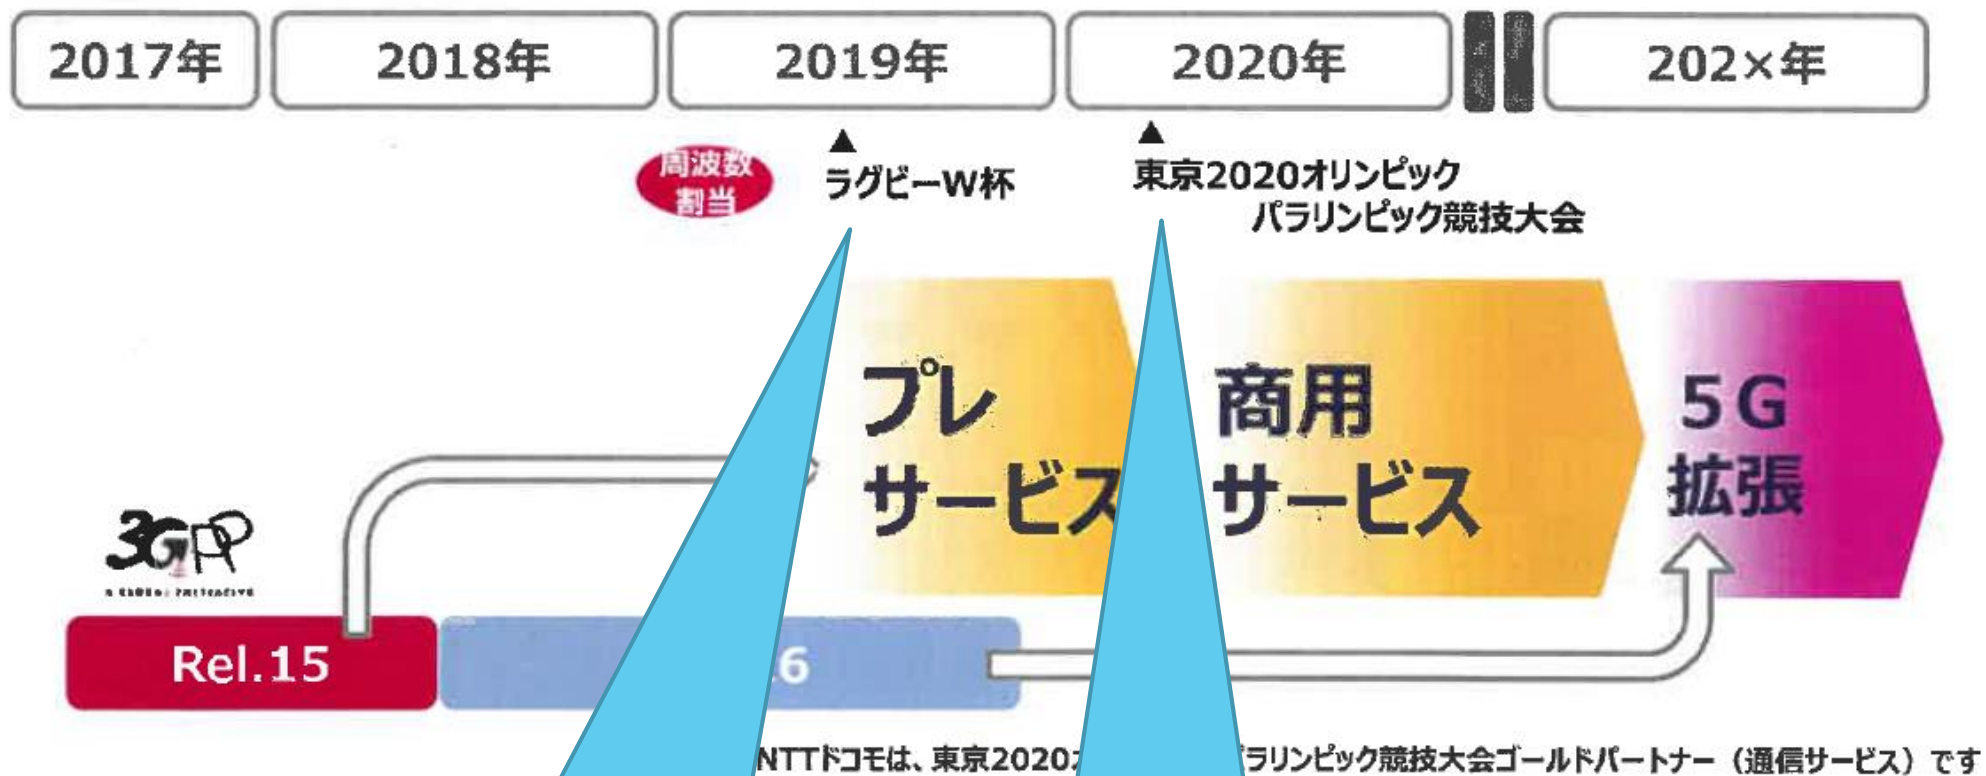 2017年
2018年
2019年
2020年
202×年
周波数
割当
▲
ラグビーW杯
▲
東京2020オリンピック
パラリンピック競技大会
プレ
サービス
商用
サービス
5G
拡張
3GPP
Rel.15
6
NTTドコモは、東京2020 パラリンピック競技大会ゴールドパートナー（通信サービス）です